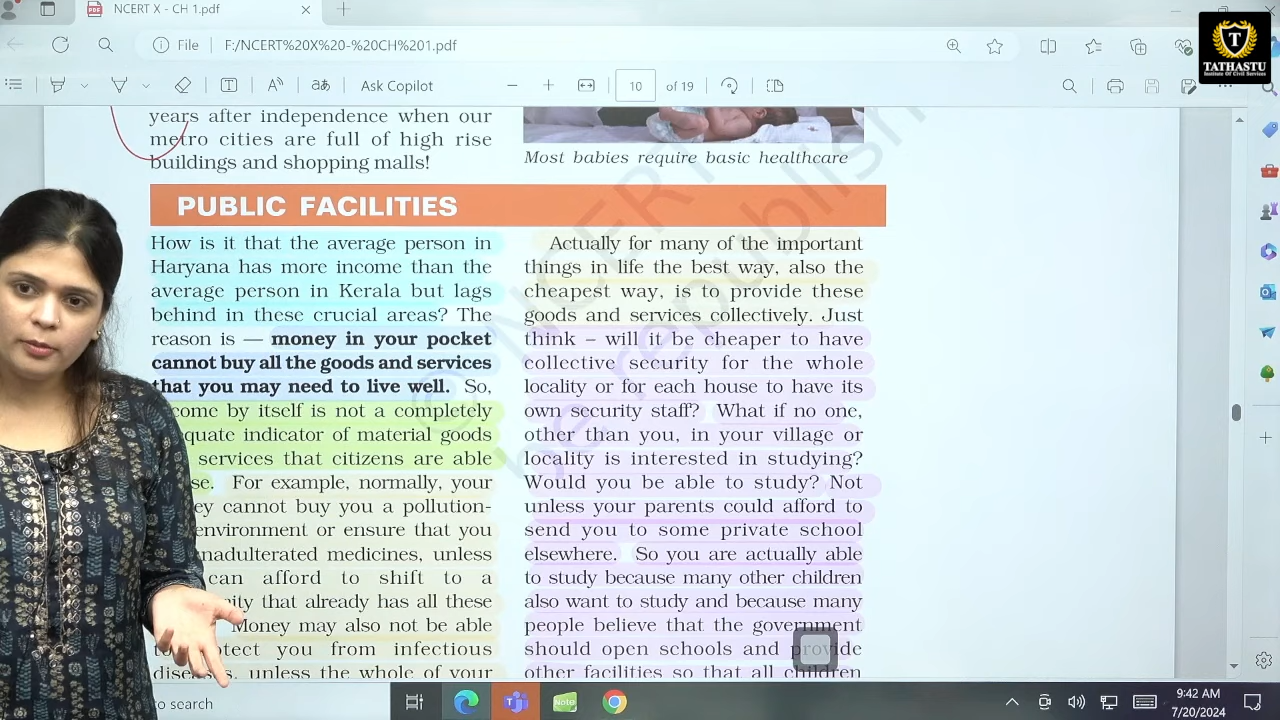 NCERT X - CH 1.pdf
File
F:/NCERT%20X%20-%20CH%201.pdf
T
TATHASTU
Institute Of Civil Services
Ask Copilot
10 of 19
years after independence when our
metro cities are full of high rise
buildings and shopping malls!
Most babies require basic healthcare
PUBLIC FACILITIES
How is it that the average person in
Haryana has more income than the
average person in Kerala but lags
behind in these crucial areas? The
reason is — money in your pocket
cannot buy all the goods and services
that you may need to live well. So,
come by itself is not a completely
equate indicator of material goods
services that citizens are able
se. For example, normally, your
ey cannot buy you a pollution-
environment or ensure that you
nadulterated medicines, unless
can afford to shift to a
nity that already has all these
Money may also not be able
to protect you from infectious
diseases, unless the whole of your
Actually for many of the important
things in life the best way, also the
cheapest way, is to provide these
goods and services collectively. Just
think – will it be cheaper to have
collective security for the whole
locality or for each house to have its
own security staff? What if no one,
other than you, in your village or
locality is interested in studying?
Would you be able to study? Not
unless your parents could afford to
send you to some private school
elsewhere. So you are actually able
to study because many other children
also want to study and because many
people believe that the government
should open schools and provide
other facilities so that all children
© NCERT
be republished
o search
Note
9:42 AM
7/20/2024